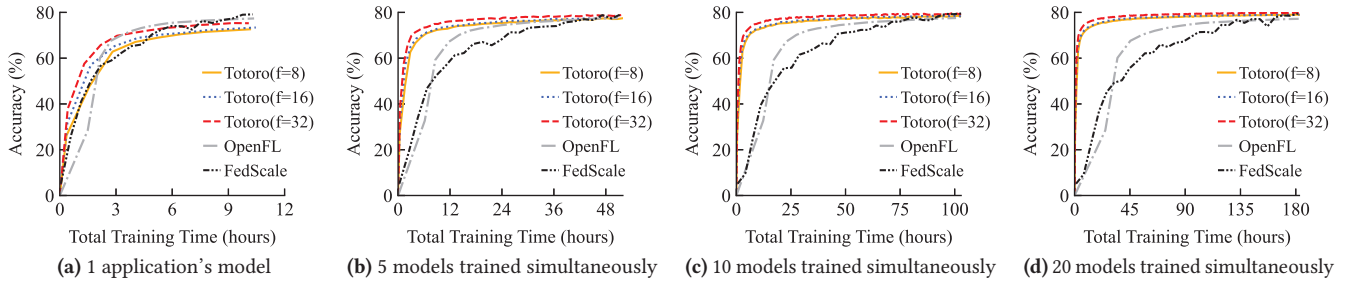 Accuracy (%)
80
60
40
20
0
Totoro(f=8)
Totoro(f=16)
Totoro(f=32)
OpenFL
FedScale
0 3 6 9 12
Total Training Time (hours)
(a) 1 application's model
Accuracy (%)
80
60
40
20
0
Totoro(f=8)
Totoro(f=16)
Totoro(f=32)
OpenFL
FedScale
0 12 24 36 48
Total Training Time (hours)
(b) 5 models trained simultaneously
Accuracy (%)
80
60
40
20
0
Totoro(f=8)
Totoro(f=16)
Totoro(f=32)
OpenFL
FedScale
0 25 50 75 100
Total Training Time (hours)
(c) 10 models trained simultaneously
Accuracy (%)
80
60
40
20
0
Totoro(f=8)
Totoro(f=16)
Totoro(f=32)
OpenFL
FedScale
0 45 90 135 180
Total Training Time (hours)
(d) 20 models trained simultaneously